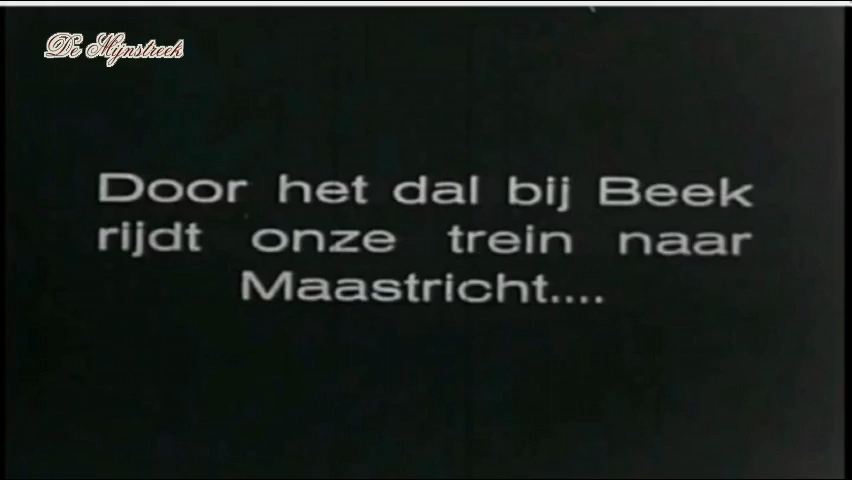 De Mijnstreek
Door het dal bij Beek
rijdt onze trein naar
Maastricht....